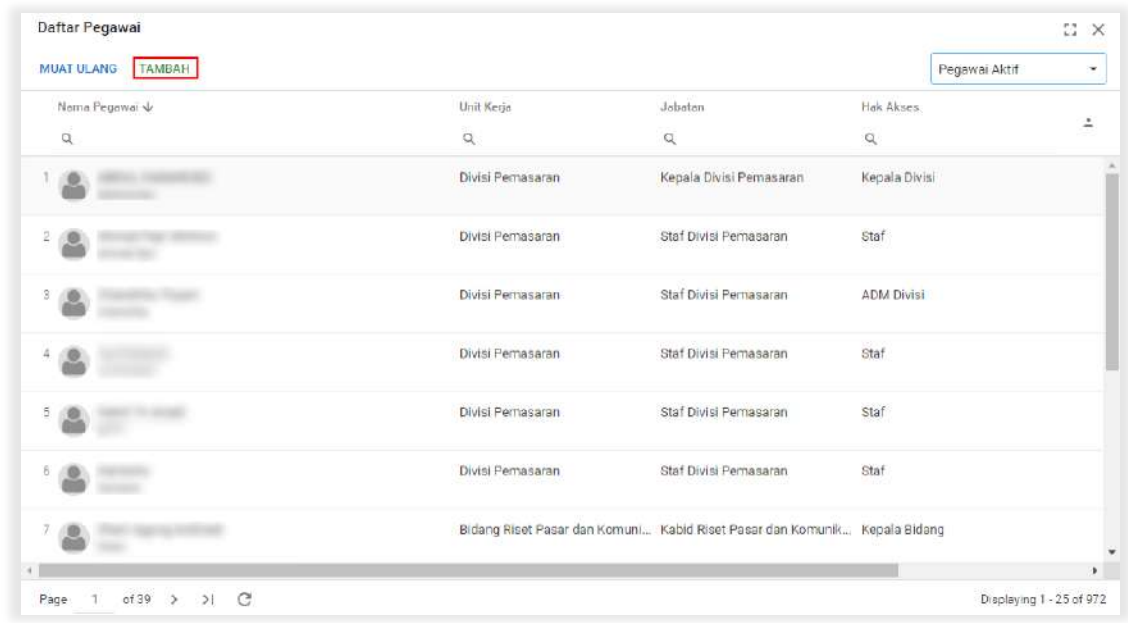 Daftar Pegawai
MUAT ULANG TAMBAH Pegawai Aktif
Nama Pegawai Unit Kerja Jabatan Hak Akses
1 Divisi Pemasaran Kepala Divisi Pemasaran Kepala Divisi
2 Divisi Pemasaran Staf Divisi Pemasaran Staf
3 Divisi Pemasaran Staf Divisi Pemasaran ADM Divisi
4 Divisi Pemasaran Staf Divisi Pemasaran Staf
5 Divisi Pemasaran Staf Divisi Pemasaran Staf
6 Divisi Pemasaran Staf Divisi Pemasaran Staf
7 Bidang Riset Pasar dan Komuni... Kabid Riset Pasar dan Komunik... Kepala Bidang
Page 1 of 39 Displaying 1 - 25 of 972